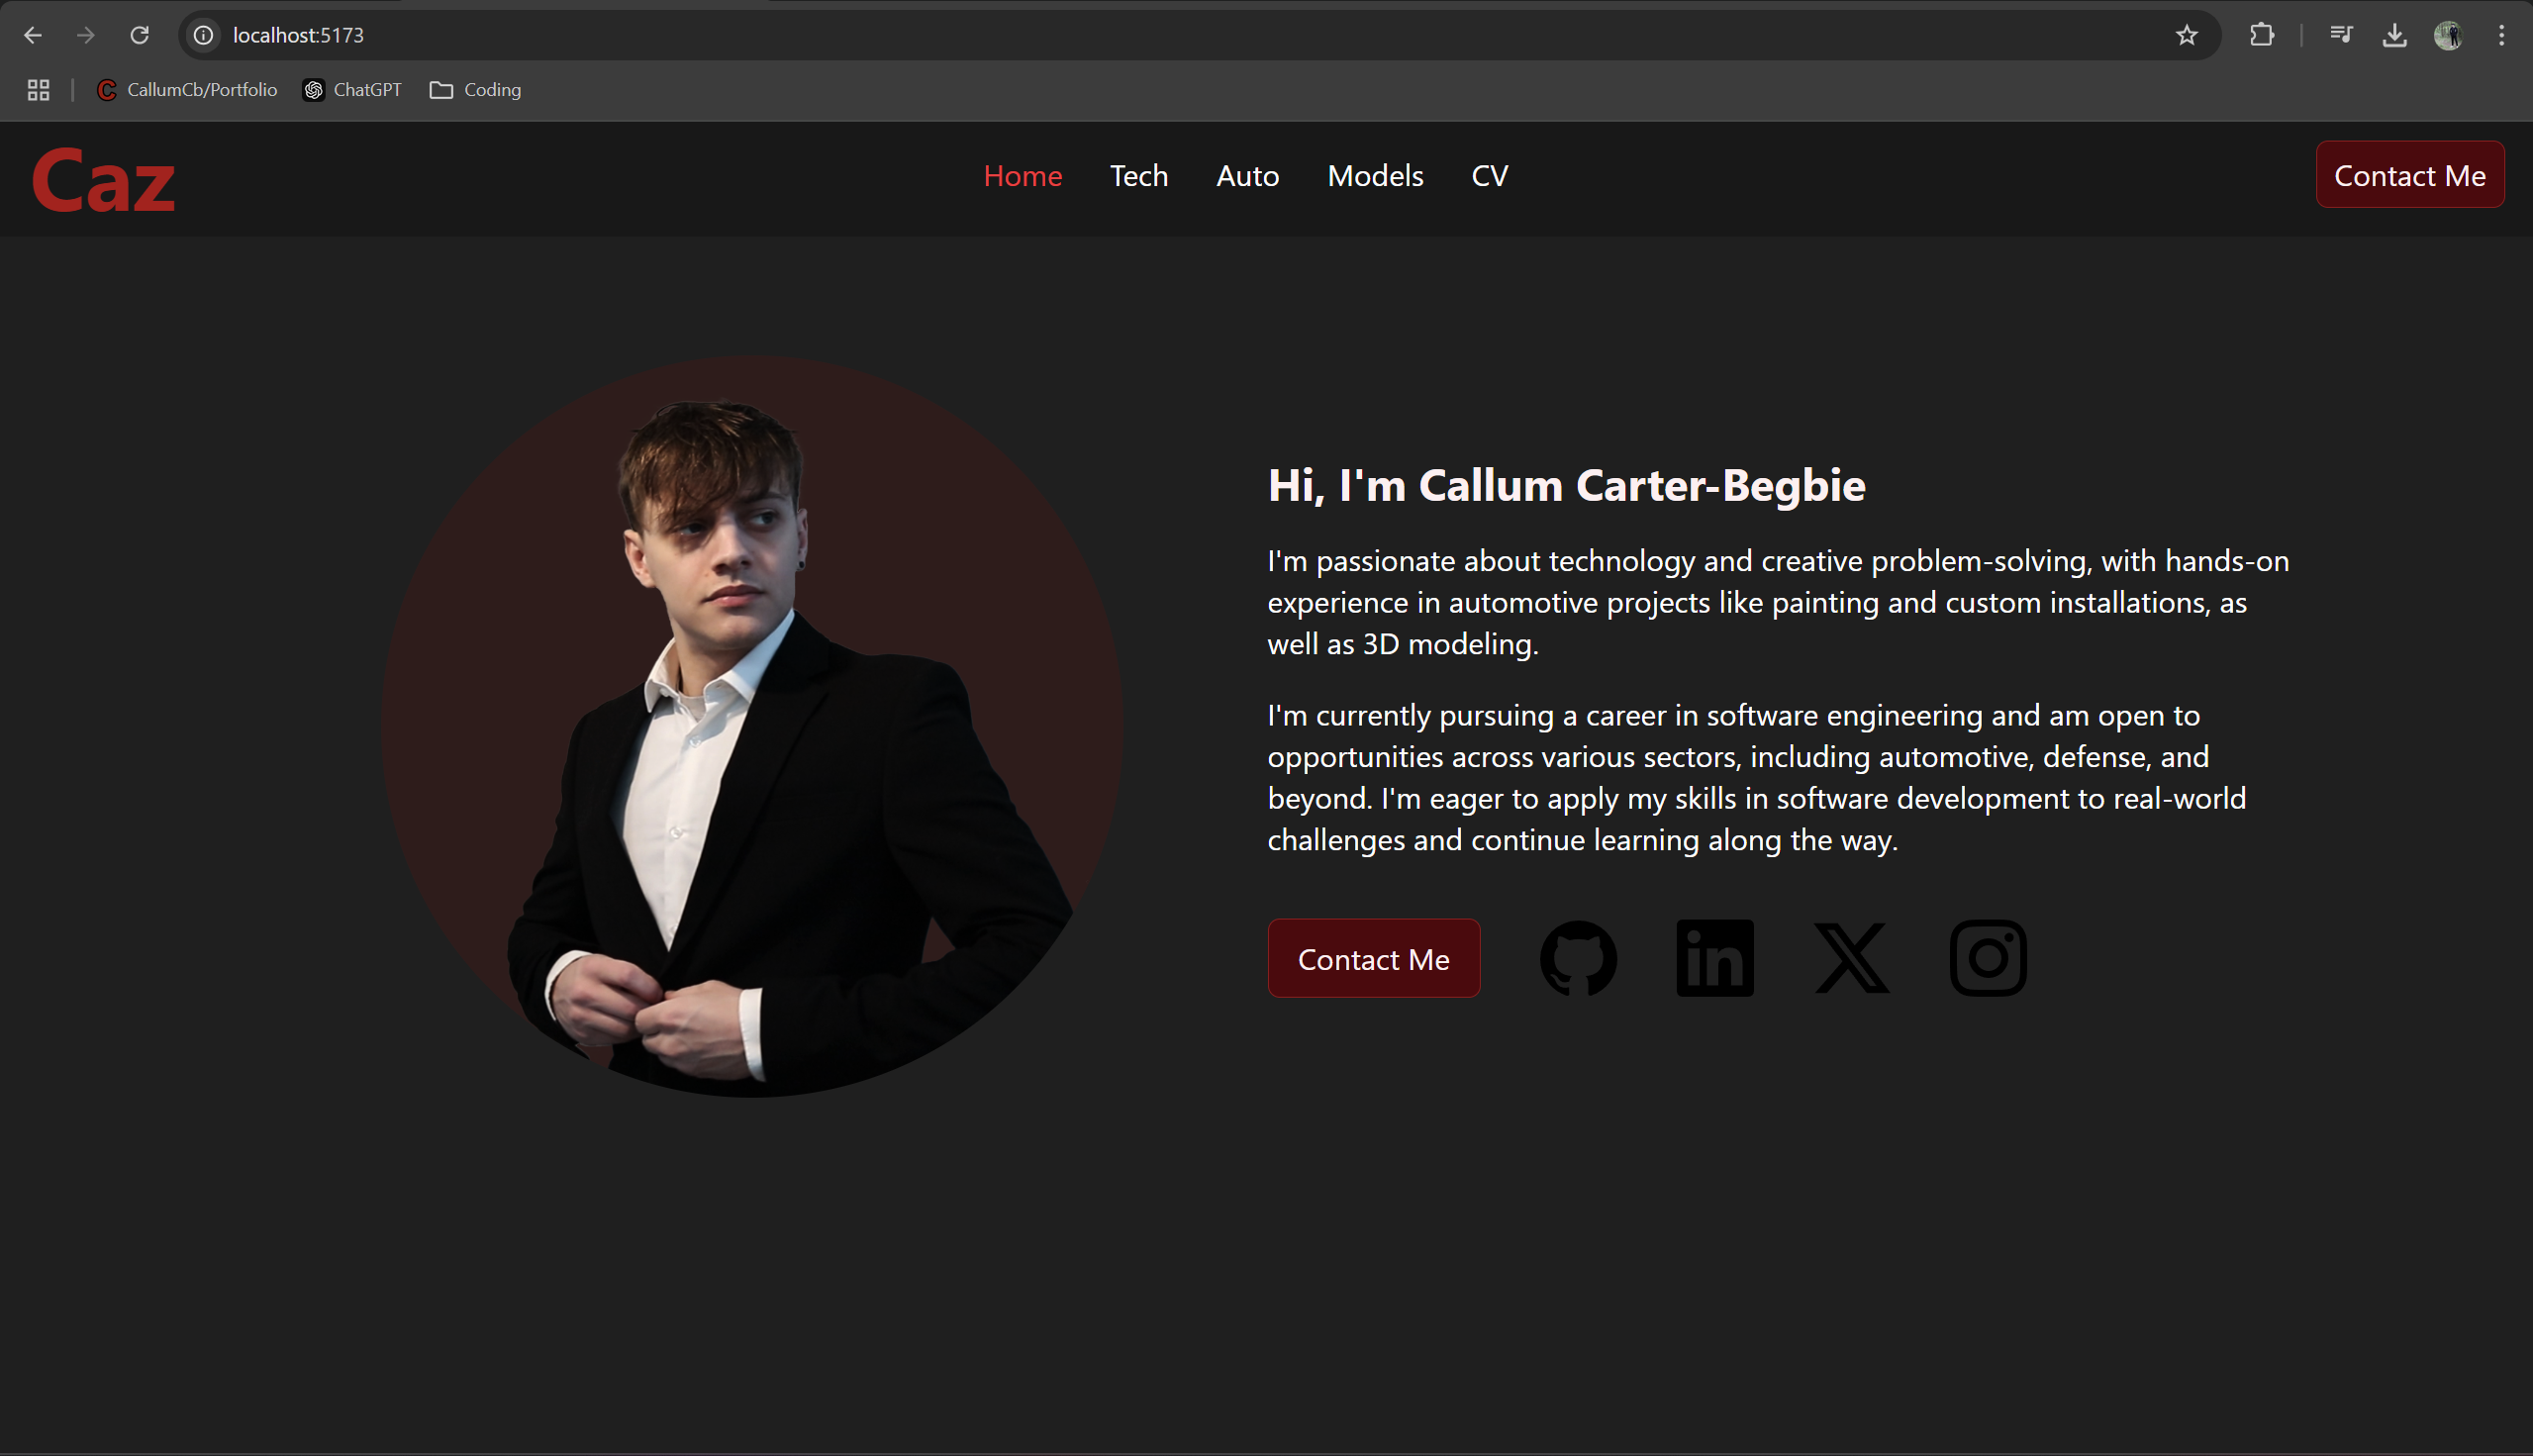 localhost:5173
CallumCb/Portfolio ChatGPT Coding
Caz Home Tech Auto Models CV Contact Me
Hi, I'm Callum Carter-Begbie
I'm passionate about technology and creative problem-solving, with hands-on
experience in automotive projects like painting and custom installations, as
well as 3D modeling.
I'm currently pursuing a career in software engineering and am open to
opportunities across various sectors, including automotive, defense, and
beyond. I'm eager to apply my skills in software development to real-world
challenges and continue learning along the way.
Contact Me in